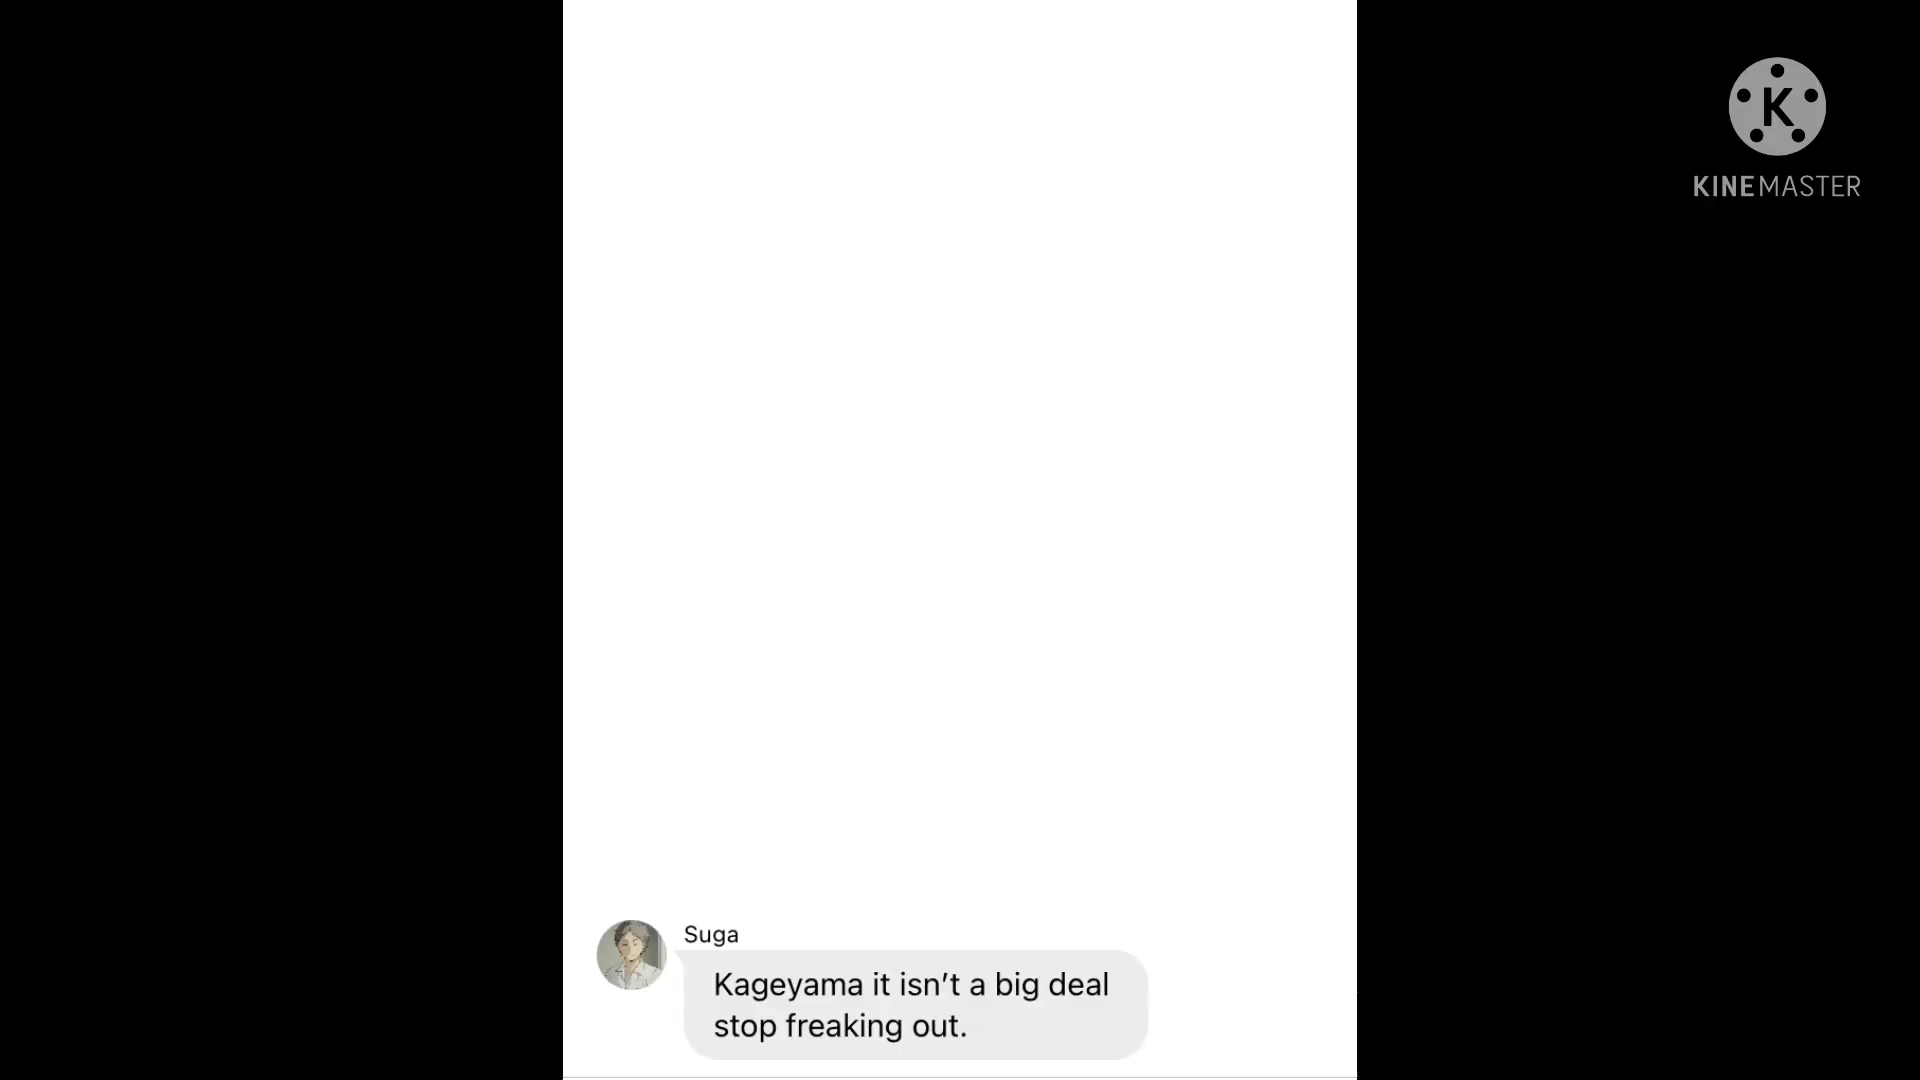 K
KINEMASTER
Suga
Kageyama it isn’t a big deal
stop freaking out.